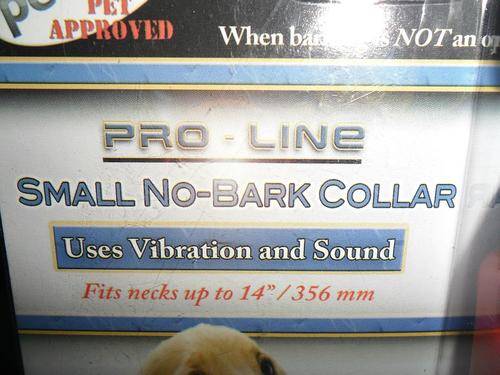 PET
APPROVED
When NOT an
PRO - LINE
SMALL NO-BARK COLLAR
Uses Vibration and Sound
Fits necks up to 14" / 356 mm